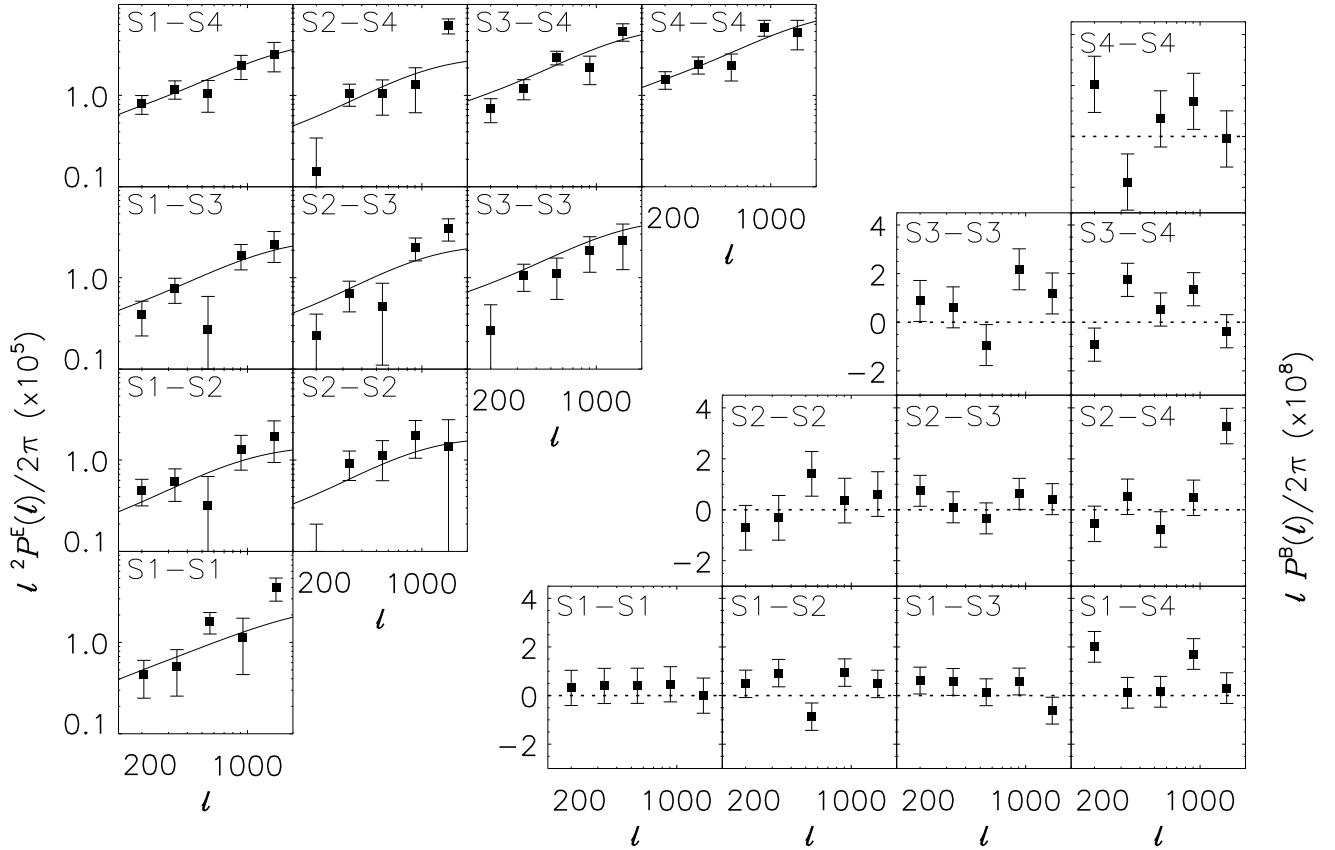 S1-S4 S2-S4 S3-S4 S4-S4
1.0
0.1
S4-S4
S1-S3 S2-S3 S3-S3
200 1000
ℓ
1.0
0.1
S3-S3 S3-S4
4
2
0
-2
S1-S2 S2-S2
200 1000
ℓ
1.0
0.1
S2-S2 S2-S3 S2-S4
4
2
0
-2
S1-S1
200 1000
ℓ
1.0
0.1
200 1000
ℓ
S1-S1 S1-S2 S1-S3 S1-S4
4
2
0
-2
200 1000 200 1000 200 1000 200 1000
ℓ ℓ ℓ ℓ
ℓ ²Pᴱ(ℓ)/2π (x10⁵)
ℓ Pᴮ(ℓ)/2π (x10⁸)